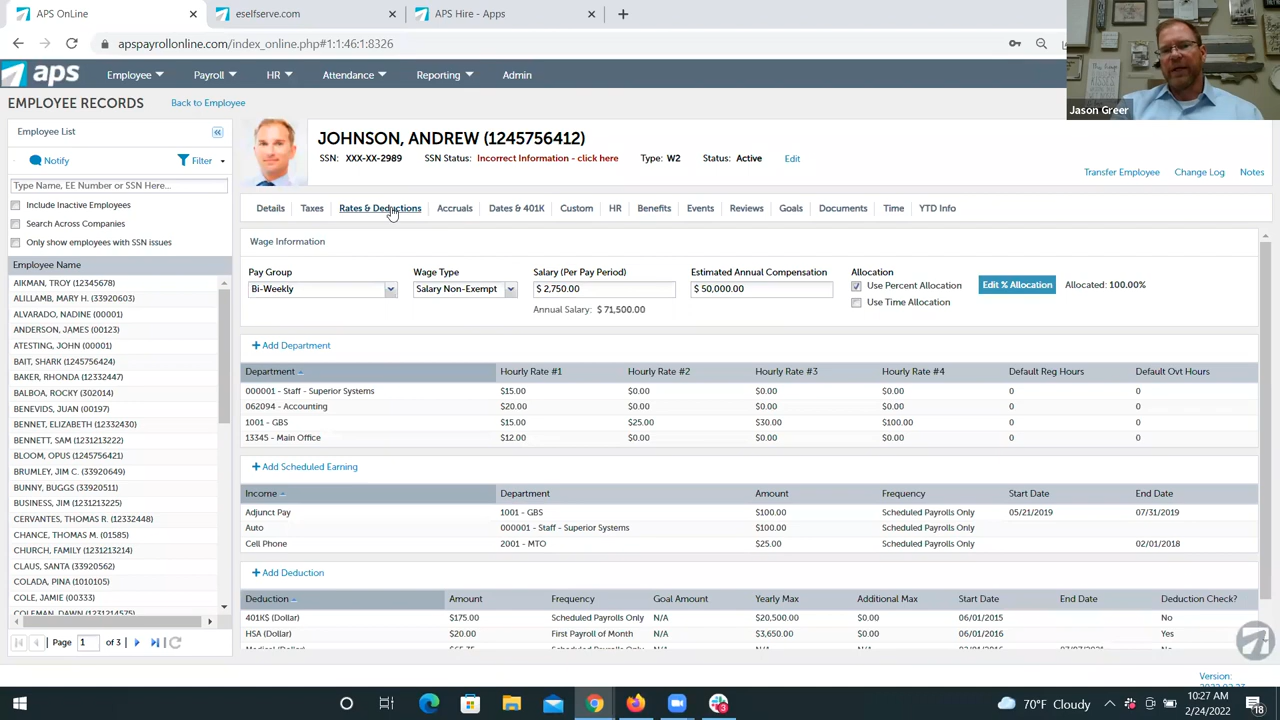 APS OnLine
eselfserve.com
APS Hire - Apps
apspayrollonline.com/index_online.php#1:1:46:1:8326
Jason Greer
aps Employee Payroll HR Attendance Reporting Admin
EMPLOYEE RECORDS Back to Employee
Employee List
Notify Filter
Type Name, EE Number or SSN Here...
Include Inactive Employees
Search Across Companies
Only show employees with SSN issues
Employee Name
AIKMAN, TROY (12345678)
ALILLAMB, MARY H. (33920603)
ALVARADO, NADINE (00001)
ANDERSON, JAMES (00123)
ATESTING, JOHN (00001)
BAIT, SHARK (1245756424)
BAKER, RHONDA (12332447)
BALBOA, ROCKY (302014)
BENEVIDS, JUAN (00197)
BENNET, ELIZABETH (12332430)
BENNETT, SAM (1231213222)
BLOOM, OPUS (1245756421)
BRUMLEY, JIM C. (33920649)
BUNNY, BUGGS (33920511)
BUSINESS, JIM (1231213225)
CERVANTES, THOMAS R. (12332448)
CHANCE, THOMAS M. (01585)
CHURCH, FAMILY (1231213214)
CLAUS, SANTA (33920562)
COLADA, PINA (1010105)
COLE, JAMIE (00333)
COLEMAN, DAWN (1231214575)
Page 1 of 3
JOHNSON, ANDREW (1245756412)
SSN: XXX-XX-2989 SSN Status: Incorrect Information - click here Type: W2 Status: Active Edit
Transfer Employee Change Log Notes
Details Taxes Rates & Deductions Accruals Dates & 401K Custom HR Benefits Events Reviews Goals Documents Time YTD Info
Wage Information
Pay Group Wage Type Salary (Per Pay Period) Estimated Annual Compensation Allocation
Bi-Weekly Salary Non-Exempt $ 2,750.00 $ 50,000.00 Use Percent Allocation Edit % Allocation Allocated: 100.00%
Annual Salary: $ 71,500.00 Use Time Allocation
+ Add Department
Department Hourly Rate #1 Hourly Rate #2 Hourly Rate #3 Hourly Rate #4 Default Reg Hours Default Ovt Hours
000001 - Staff - Superior Systems $15.00 $0.00 $0.00 $0.00 0 0
062094 - Accounting $20.00 $0.00 $0.00 $0.00 0 0
1001 - GBS $15.00 $25.00 $30.00 $100.00 0 0
13345 - Main Office $12.00 $0.00 $0.00 $0.00 0 0
+ Add Scheduled Earning
Income Department Amount Frequency Start Date End Date
Adjunct Pay 1001 - GBS $100.00 Scheduled Payrolls Only 05/21/2019 07/31/2019
Auto 000001 - Staff - Superior Systems $100.00 Scheduled Payrolls Only
Cell Phone 2001 - MTO $25.00 Scheduled Payrolls Only 02/01/2018
+ Add Deduction
Deduction Amount Frequency Goal Amount Yearly Max Additional Max Start Date End Date Deduction Check?
401K$ (Dollar) $175.00 Scheduled Payrolls Only N/A $20,500.00 $0.00 06/01/2015 No
HSA (Dollar) $20.00 First Payroll of Month N/A $3,650.00 $0.00 06/01/2016 Yes
Version:
70°F Cloudy
10:27 AM
2/24/2022
18